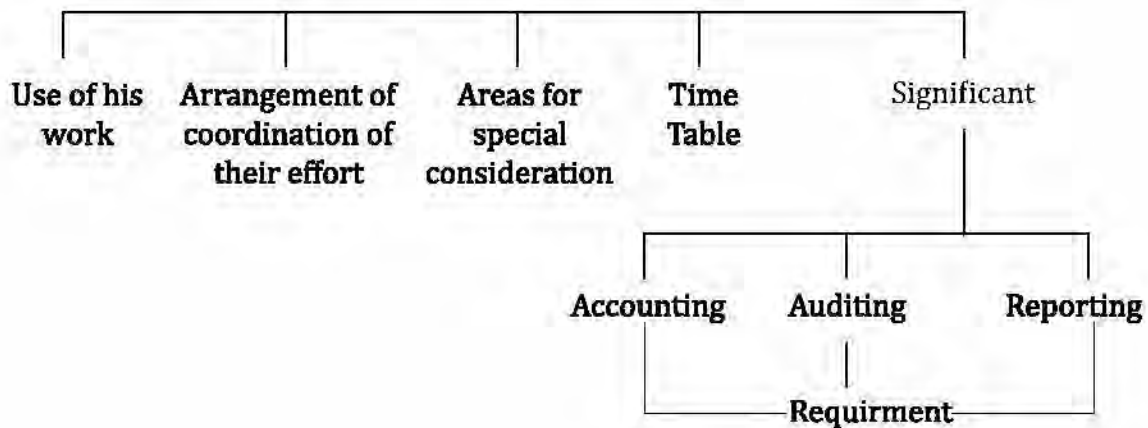 Use of his
work
Arrangement of
coordination of
their effort
Areas for
special
consideration
Time
Table
Significant
Accounting
Auditing
Reporting
Requirment